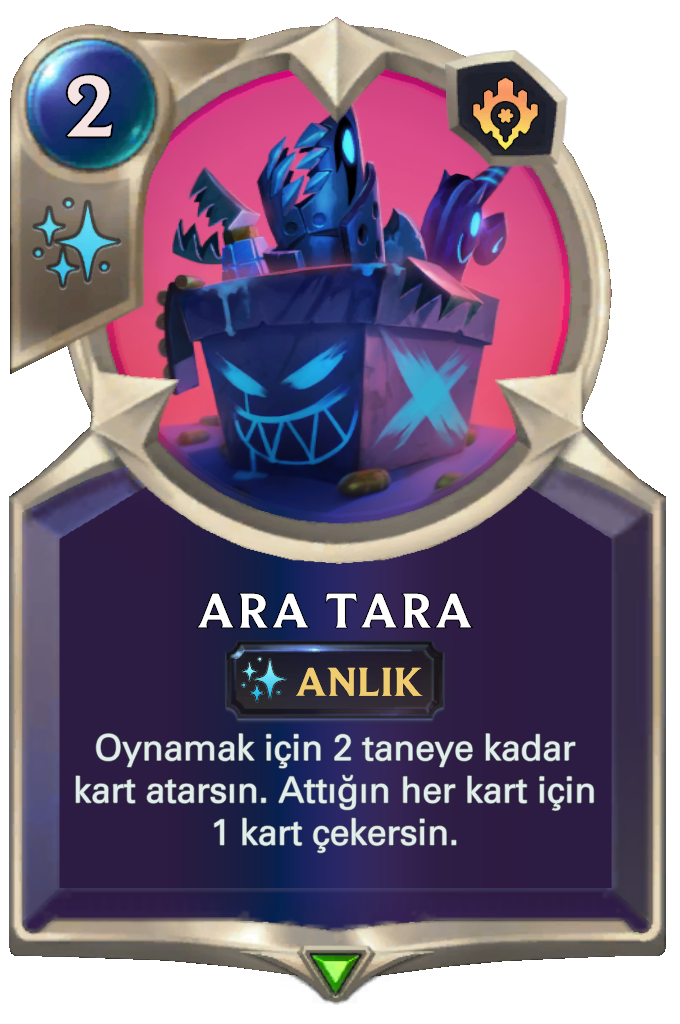 2
ARA TARA
ANLIK
Oynamak için 2 taneye kadar
kart atarsın. Attığın her kart için
1 kart çekersin.